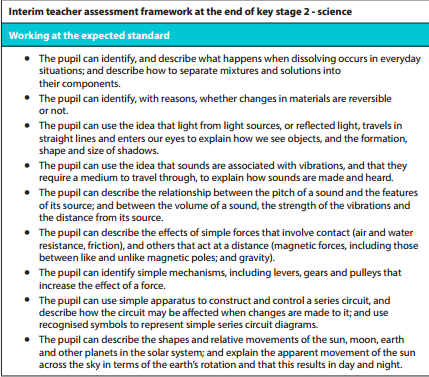 Interim teacher assessment framework at the end of key stage 2 - science
Working at the expected standard
• The pupil can identify, and describe what happens when dissolving occurs in everyday
situations; and describe how to separate mixtures and solutions into
their components.
• The pupil can identify, with reasons, whether changes in materials are reversible
or not.
• The pupil can use the idea that light from light sources, or reflected light, travels in
straight lines and enters our eyes to explain how we see objects, and the formation,
shape and size of shadows.
• The pupil can use the idea that sounds are associated with vibrations, and that they
require a medium to travel through, to explain how sounds are made and heard.
• The pupil can describe the relationship between the pitch of a sound and the features
of its source; and between the volume of a sound, the strength of the vibrations and
the distance from its source.
• The pupil can describe the effects of simple forces that involve contact (air and water
resistance, friction), and others that act at a distance (magnetic forces, including those
between like and unlike magnetic poles; and gravity).
• The pupil can identify simple mechanisms, including levers, gears and pulleys that
increase the effect of a force.
• The pupil can use simple apparatus to construct and control a series circuit, and
describe how the circuit may be affected when changes are made to it; and use
recognised symbols to represent simple series circuit diagrams.
• The pupil can describe the shapes and relative movements of the sun, moon, earth
and other planets in the solar system; and explain the apparent movement of the sun
across the sky in terms of the earth's rotation and that this results in day and night.